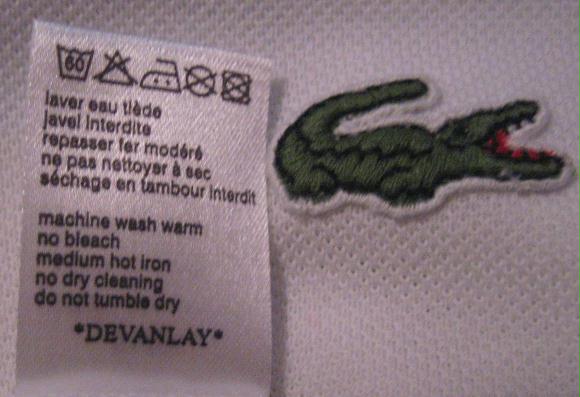 60
laver eau tiède
javel interdite
repasser fer modéré
ne pas nettoyer à sec
séchage en tambour interdit
machine wash warm
no bleach
medium hot iron
no dry cleaning
do not tumble dry
*DEVANLAY*